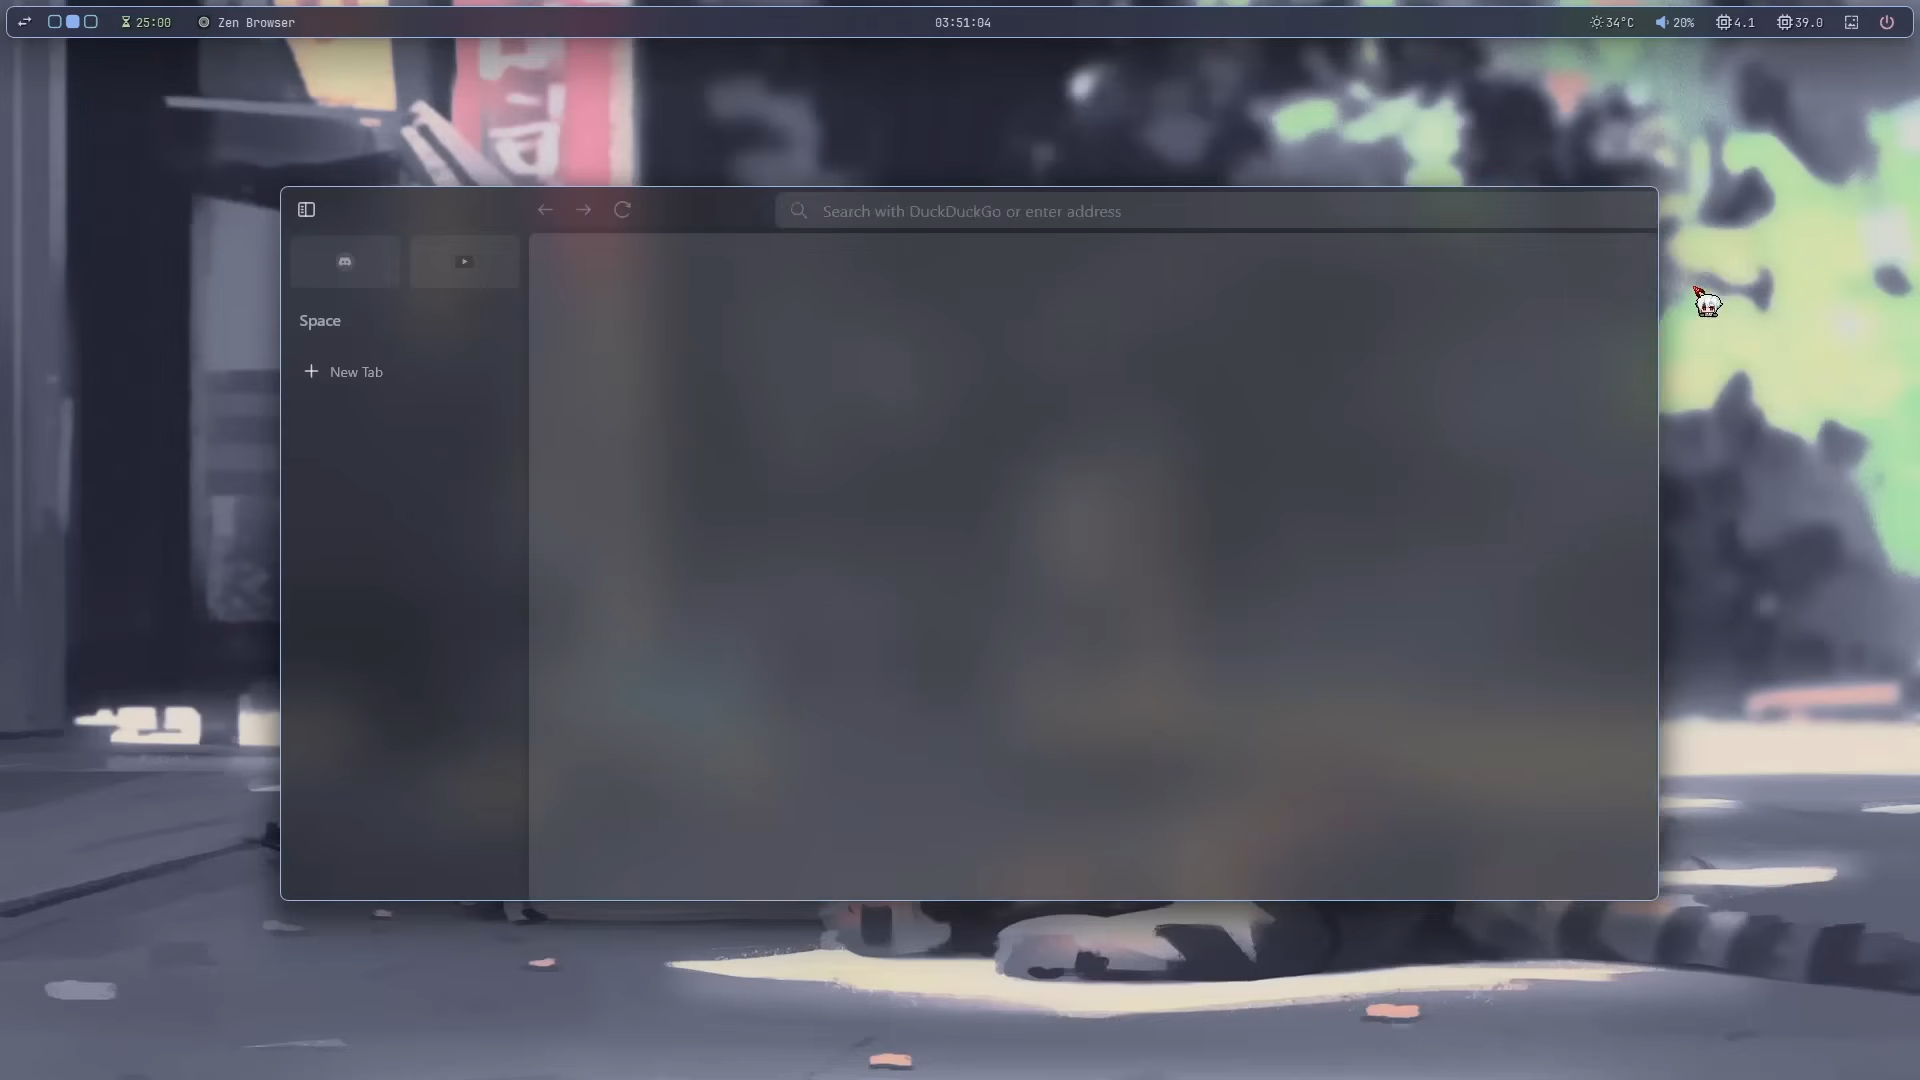 25:00 Zen Browser 03:51:04 34°C 20% 4.1 39.0
Search with DuckDuckGo or enter address
Space
New Tab